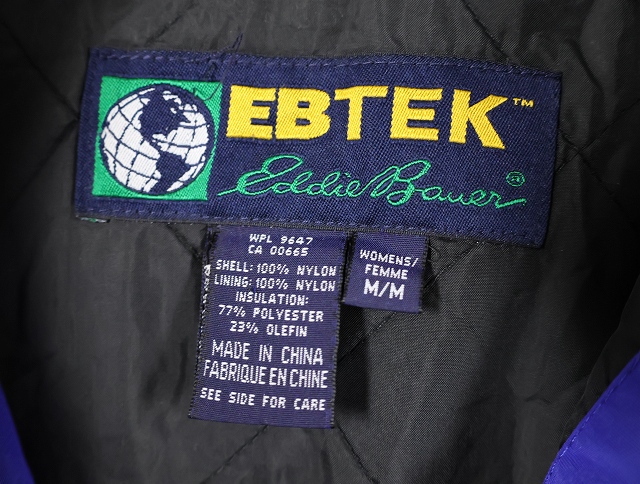 EBTEK™
Eddie Bauer®
WPL 9647
CA 00665
SHELL: 100% NYLON
LINING: 100% NYLON
INSULATION:
77% POLYESTER
23% OLEFIN
MADE IN CHINA
FABRIQUE EN CHINE
SEE SIDE FOR CARE
WOMENS/
FEMME
M/M